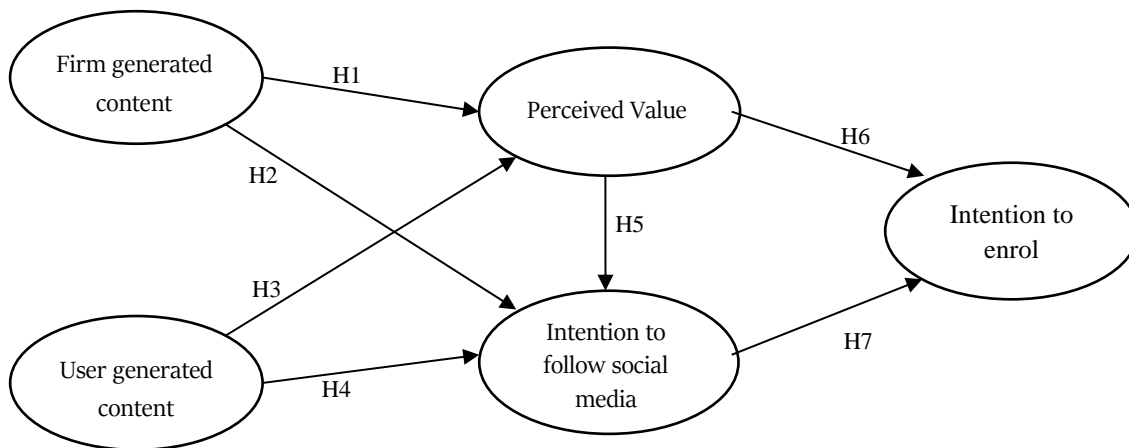 Firm generated
content
H1
Perceived Value
H6
H2
Intention to
enrol
H5
H3
Intention to
follow social
media
H7
User generated
content
H4